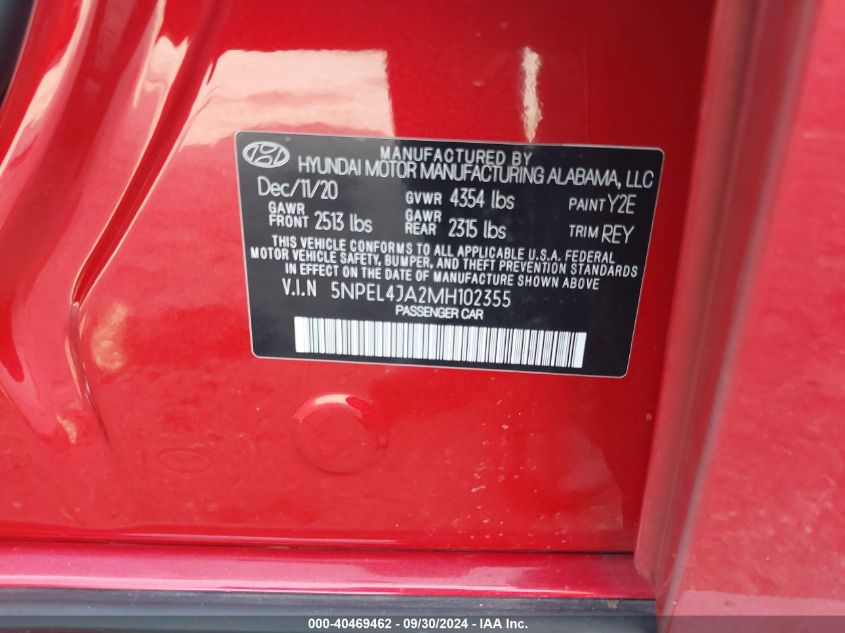 MANUFACTURED BY
HYUNDAI MOTOR MANUFACTURING ALABAMA, LLC
Dec/11/20 GVWR 4354 lbs PAINT Y2E
GAWR FRONT 2513 lbs GAWR REAR 2315 lbs TRIM REY
THIS VEHICLE CONFORMS TO ALL APPLICABLE U.S.A. FEDERAL
MOTOR VEHICLE SAFETY, BUMPER, AND THEFT PREVENTION STANDARDS
IN EFFECT ON THE DATE OF MANUFACTURE SHOWN ABOVE.
V.I.N 5NPEL4JA2MH102355
PASSENGER CAR
000-40469462 - 09/30/2024 - IAA Inc.